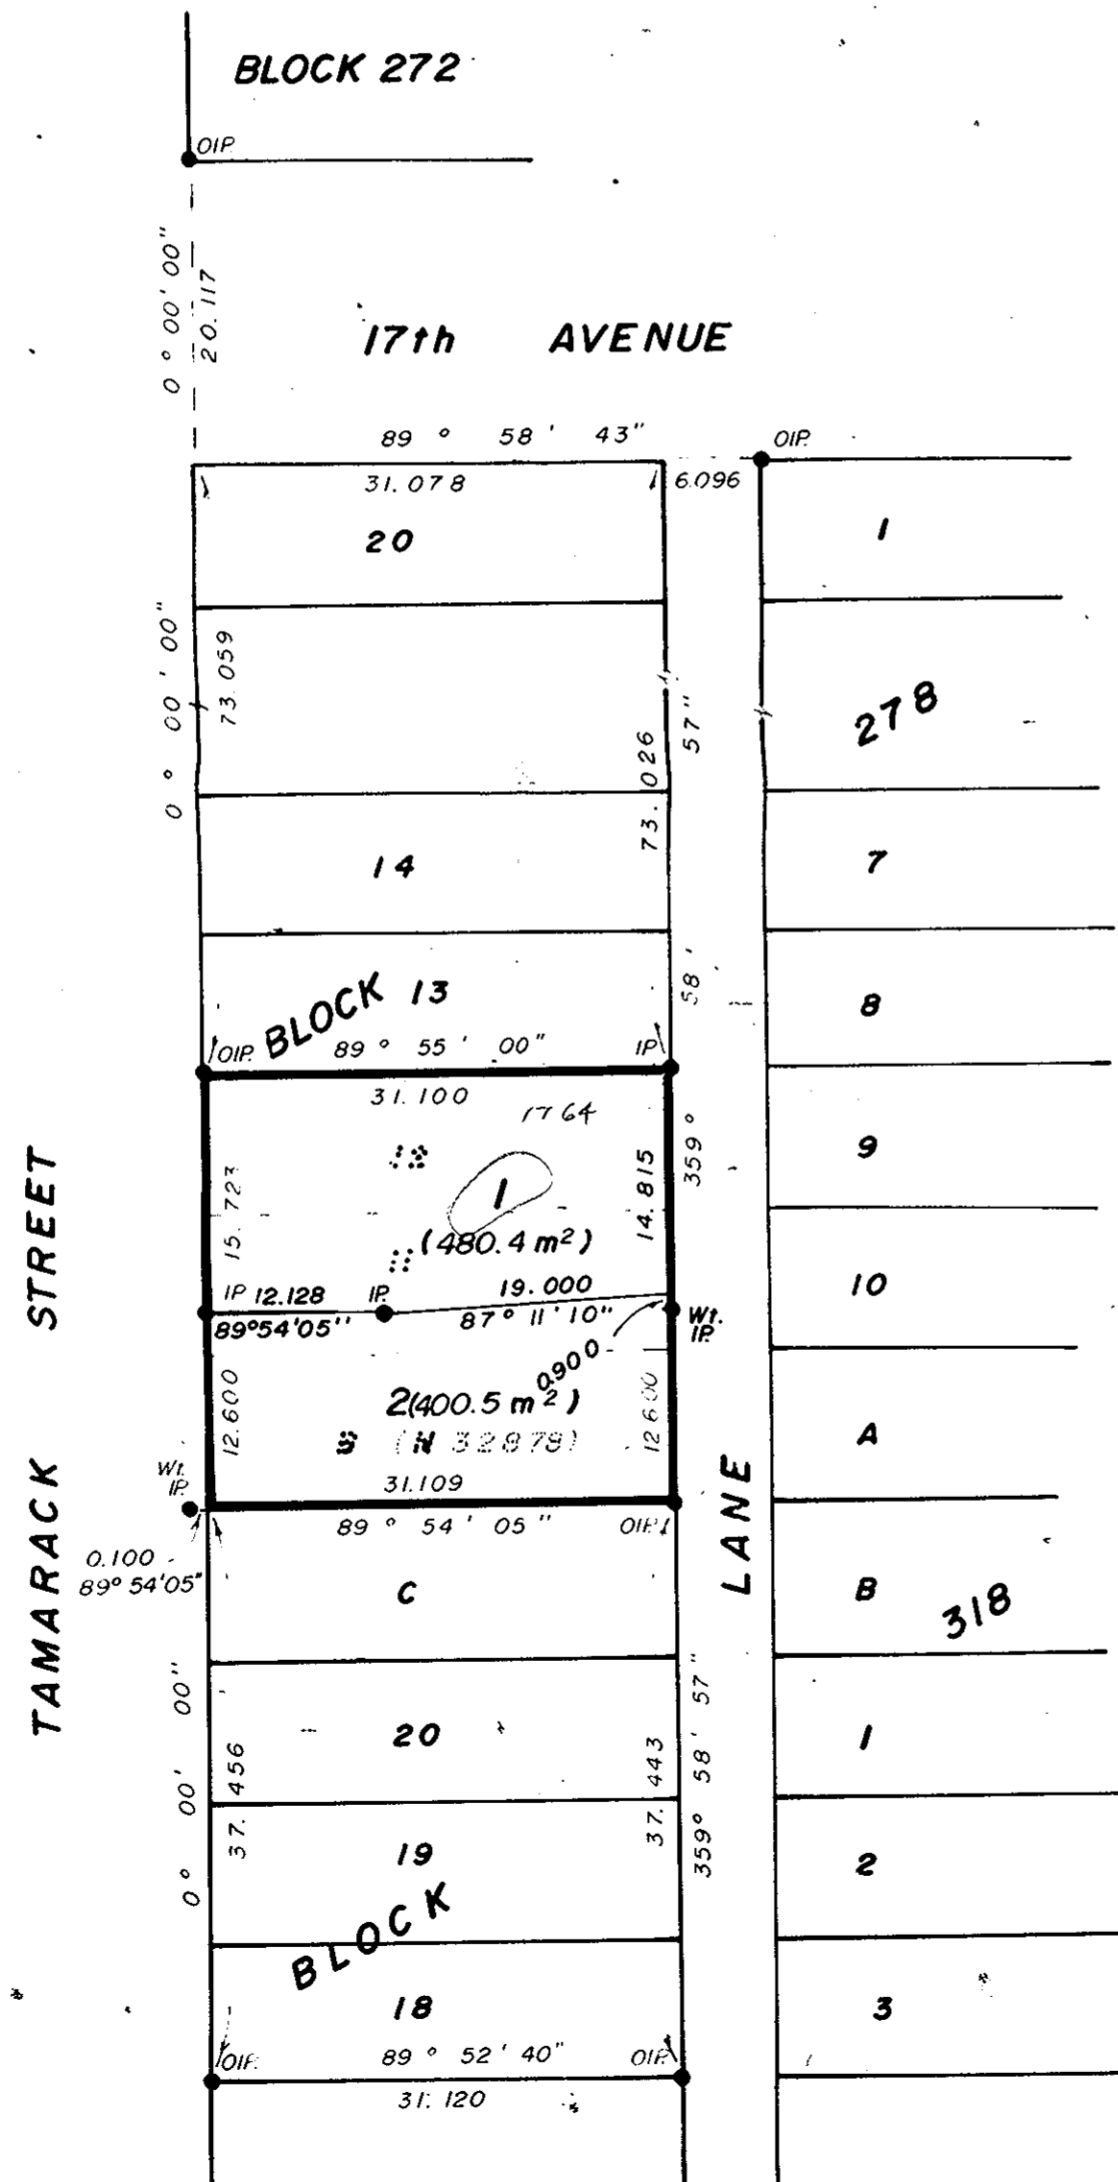 BLOCK 272
OIP.
0° 00' 00"
20.117
17th AVENUE
89° 58' 43"
OIP.
31.078
6.096
20
1
0° 00' 00"
73.059
278
57"
73.026
14
7
BLOCK 13
58'
8
OIP.
89° 55' 00"
IP
31.100
1764
359°
9
15.723
1
14.815
(480.4 m²)
10
IP 12.128
IP.
19.000
89°54'05"
87° 11' 10"
Wt.
IP.
0.900
12.600
2(400.5 m²)
12.600
A
B (N 32878)
STREET
TAMARACK
LANE
Wt.
IP.
31.109
89° 54' 05"
OIP.
0.100
89° 54'05"
C
B
318
0° 00' 00"
37.456
20
37.443
359° 58' 57"
1
19
2
BLOCK
18
3
OIP.
89° 52' 40"
OIP.
31.120